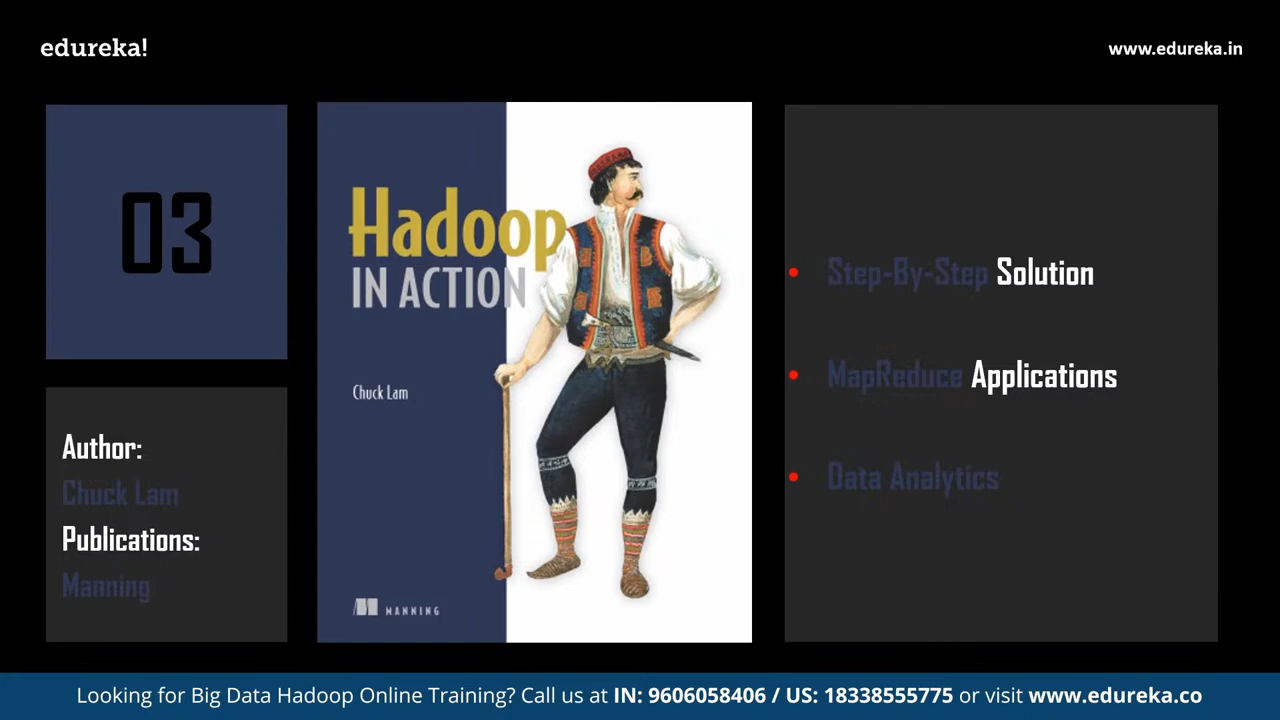 edureka!
www.edureka.in
03
Hadoop
IN ACTION
Chuck Lam
MANNING
Author:
Chuck Lam
Publications:
Manning
• Step-By-Step Solution
• MapReduce Applications
• Data Analytics
Looking for Big Data Hadoop Online Training? Call us at IN: 9606058406 / US: 18338555775 or visit www.edureka.co